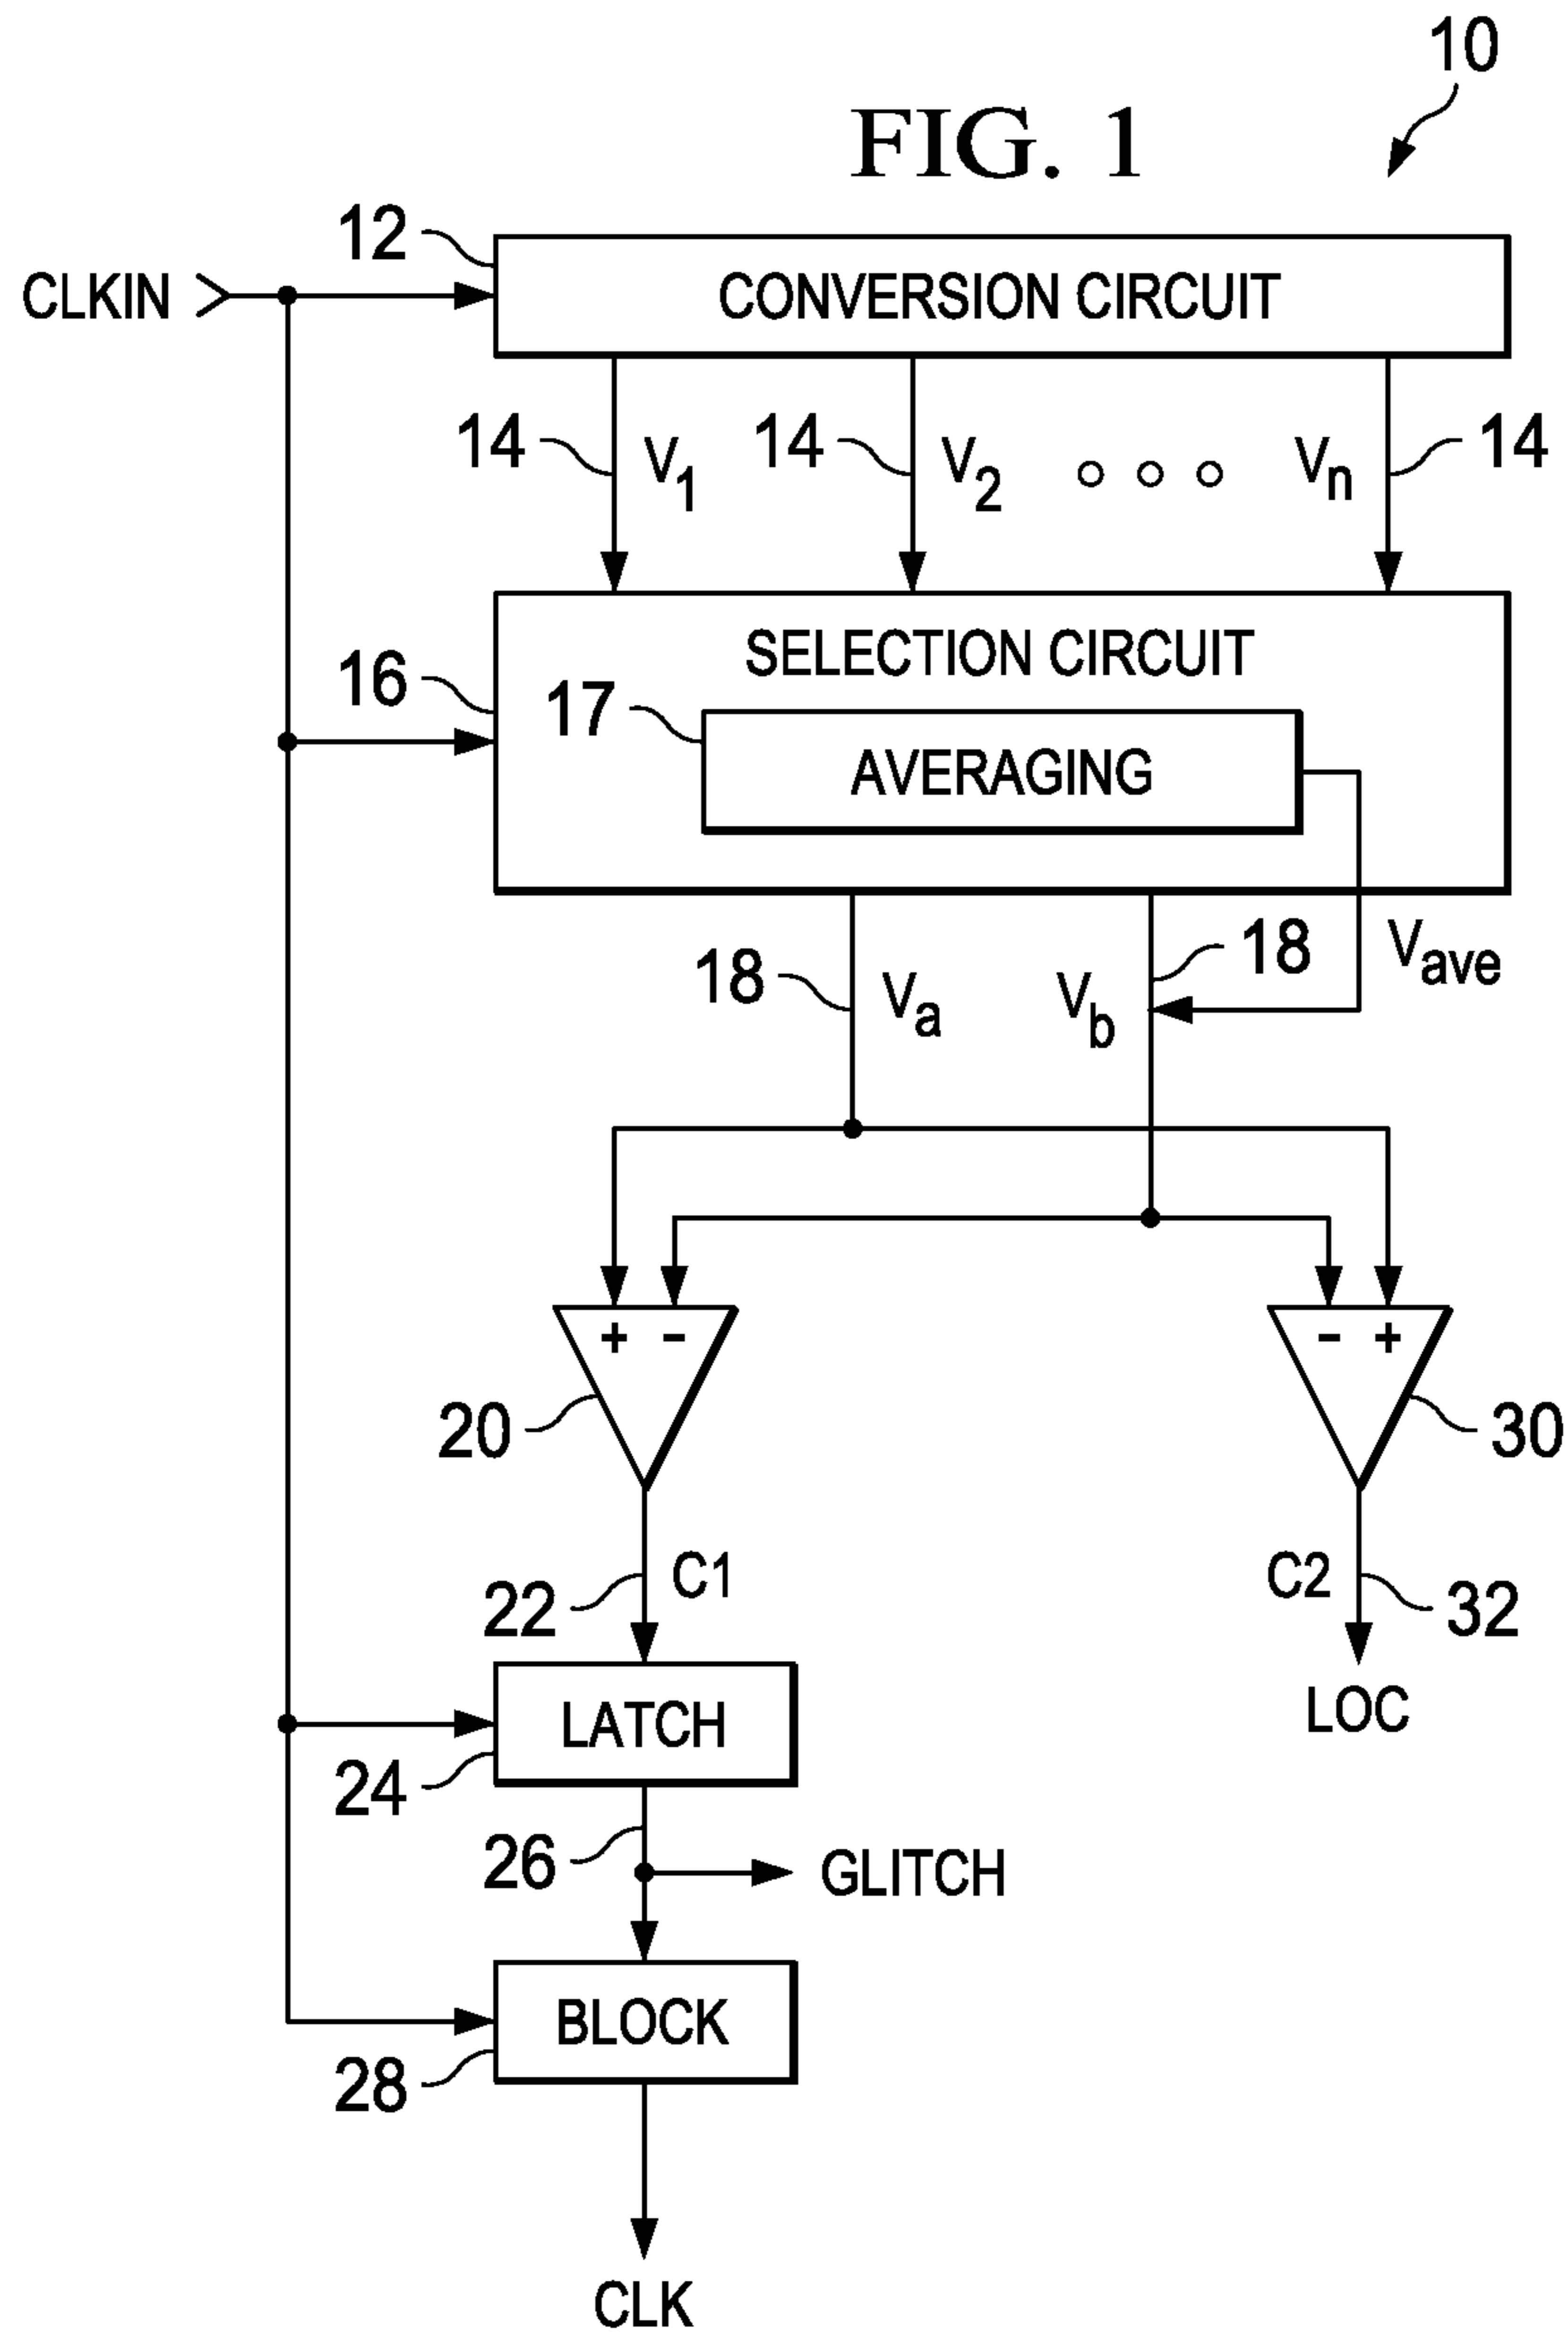 10
FIG. 1
12
CLKIN
CONVERSION CIRCUIT
14 V1 14 V2 Vn 14
SELECTION CIRCUIT
16
17
AVERAGING
18 Va Vb 18 Vave
+ - - +
20 30
C1 C2
22 32
LATCH LOC
24
26 GLITCH
BLOCK
28
CLK